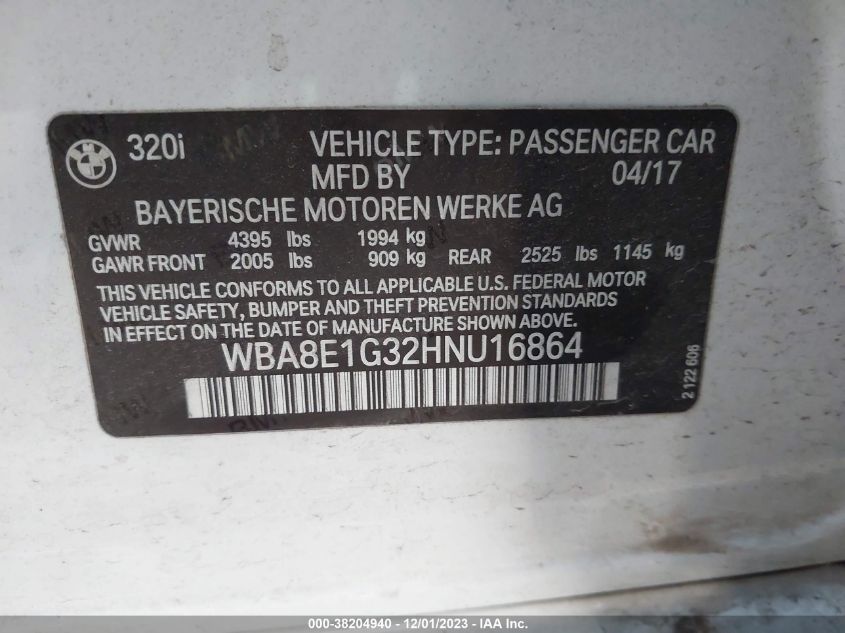 320i VEHICLE TYPE: PASSENGER CAR
MFD BY 04/17
BAYERISCHE MOTOREN WERKE AG
GVWR 4395 lbs 1994 kg
GAWR FRONT 2005 lbs 909 kg REAR 2525 lbs 1145 kg
THIS VEHICLE CONFORMS TO ALL APPLICABLE U.S. FEDERAL MOTOR
VEHICLE SAFETY, BUMPER AND THEFT PREVENTION STANDARDS
IN EFFECT ON THE DATE OF MANUFACTURE SHOWN ABOVE.
WBA8E1G32HNU16864
2 122 606
000-38204940 - 12/01/2023 - IAAI.COM